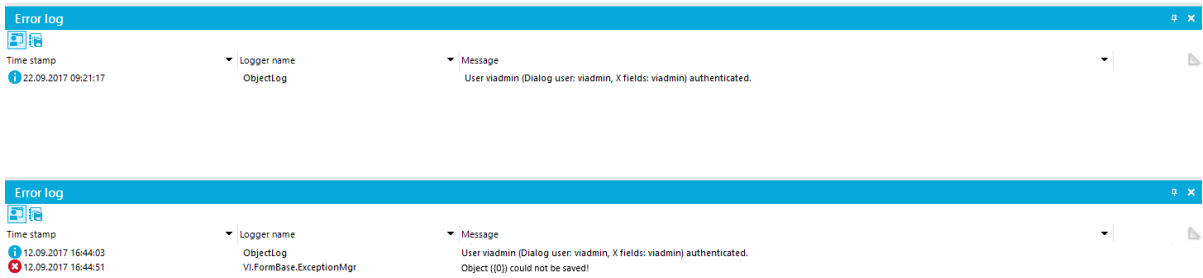 Error log
Time stamp Logger name Message
22.09.2017 09:21:17 ObjectLog User viadmin (Dialog user: viadmin, X fields: viadmin) authenticated.
Error log
Time stamp Logger name Message
12.09.2017 16:44:03 ObjectLog User viadmin (Dialog user: viadmin, X fields: viadmin) authenticated.
12.09.2017 16:44:51 VI.FormBase.ExceptionMgr Object ({0}) could not be saved!